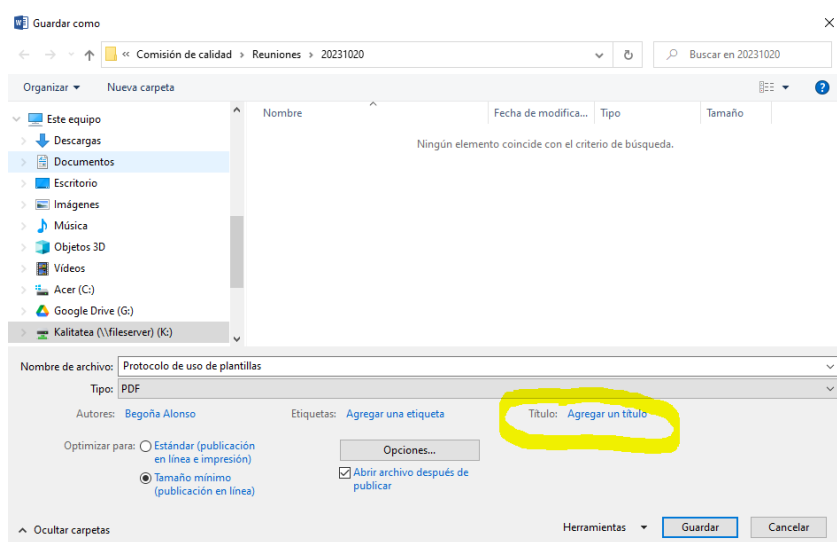 Guardar como
« Comisión de calidad › Reuniones › 20231020
Buscar en 20231020
Organizar
Nueva carpeta
Nombre
Fecha de modifica...
Tipo
Tamaño
Ningún elemento coincide con el criterio de búsqueda.
Este equipo
Descargas
Documentos
Escritorio
Imágenes
Música
Objetos 3D
Vídeos
Acer (C:)
Google Drive (G:)
Kalitatea (\\fileserver) (K:)
Nombre de archivo: Protocolo de uso de plantillas
Tipo: PDF
Autores: Begoña Alonso
Etiquetas: Agregar una etiqueta
Título: Agregar un título
Optimizar para:
Estándar (publicación
en línea e impresión)
Tamaño mínimo
(publicación en línea)
Opciones...
Abrir archivo después de
publicar
Ocultar carpetas
Herramientas
Guardar
Cancelar